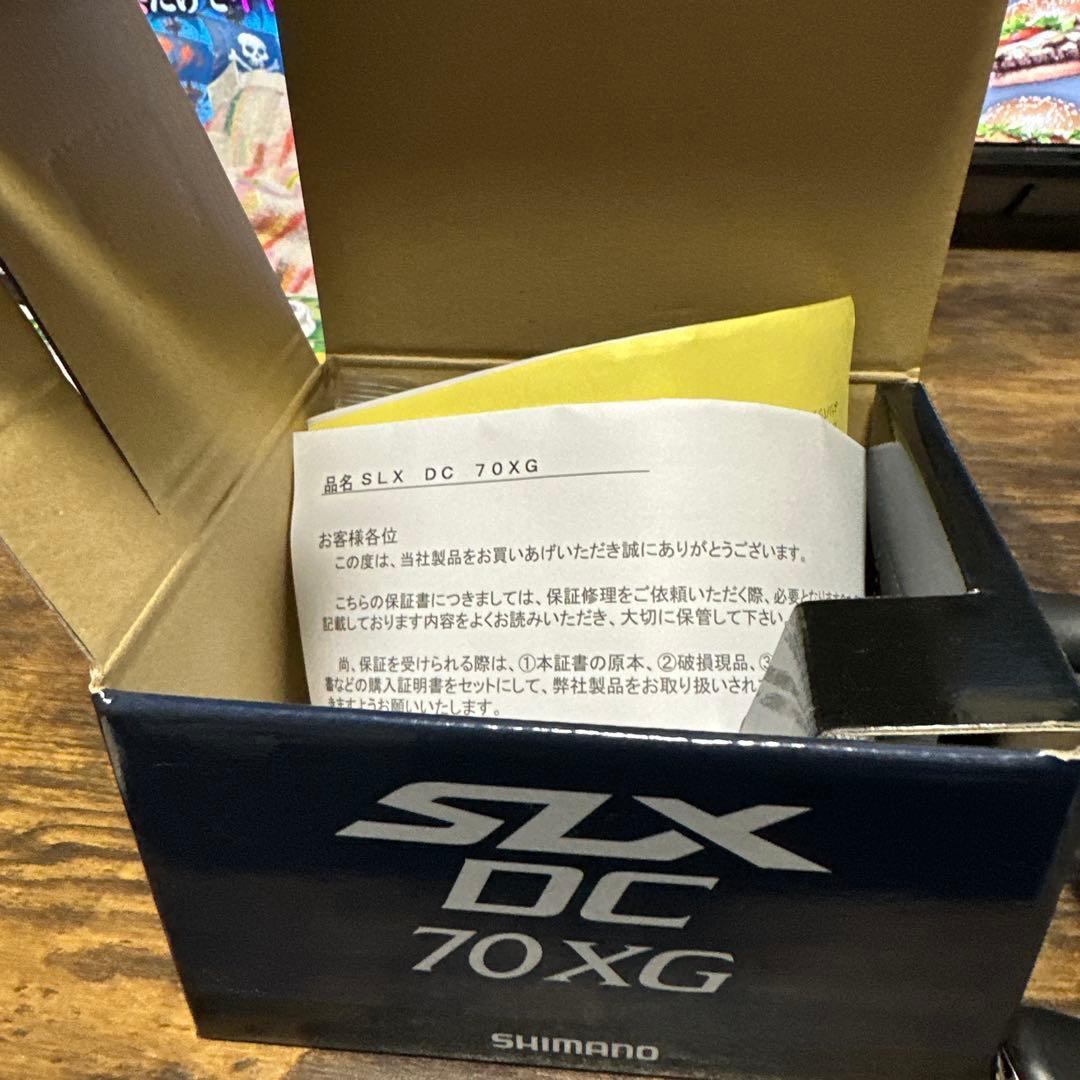 だけで
品名 SLX DC 70XG
お客様各位
この度は、当社製品をお買いあげいただき誠にありがとうございます。
こちらの保証書につきましては、保証修理をご依頼いただく際、必要となります
記載しております内容をよくお読みいただき、大切に保管して下さい。
尚、保証を受けられる際は、①本証書の原本、②破損現品、③
書などの購入証明書をセットにして、弊社製品をお取り扱いされ
きますようお願いいたします。
SLX
DC
70XG
SHIMANO